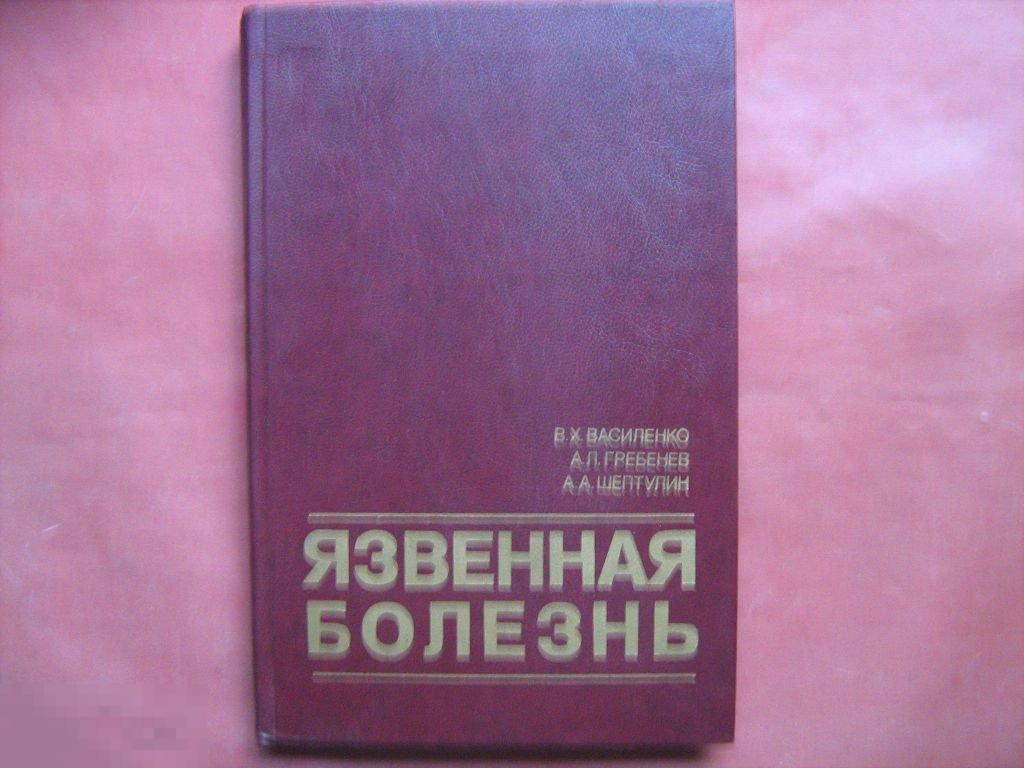 В.Х. ВАСИЛЕНКО
А.Л. ГРЕБЕНЕВ
А.А. ШЕПТУЛИН
ЯЗВЕННАЯ
БОЛЕЗНЬ